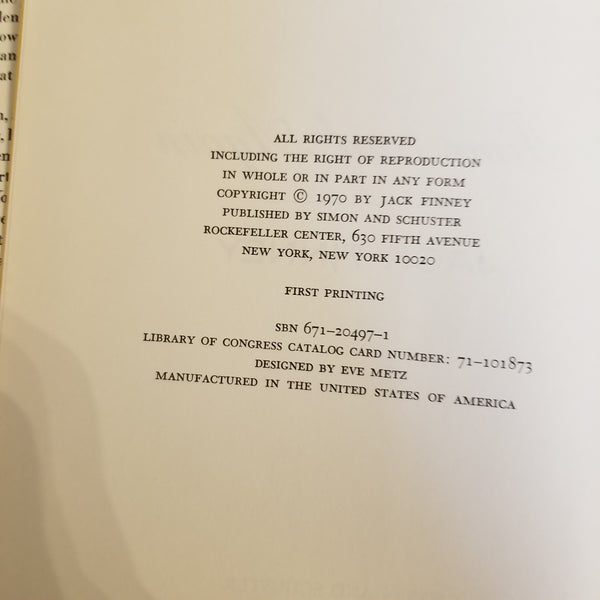 ALL RIGHTS RESERVED
INCLUDING THE RIGHT OF REPRODUCTION
IN WHOLE OR IN PART IN ANY FORM
COPYRIGHT © 1970 BY JACK FINNEY
PUBLISHED BY SIMON AND SCHUSTER
ROCKEFELLER CENTER, 630 FIFTH AVENUE
NEW YORK, NEW YORK 10020
FIRST PRINTING
SBN 671-20497-1
LIBRARY OF CONGRESS CATALOG CARD NUMBER: 71-101873
DESIGNED BY EVE METZ
MANUFACTURED IN THE UNITED STATES OF AMERICA